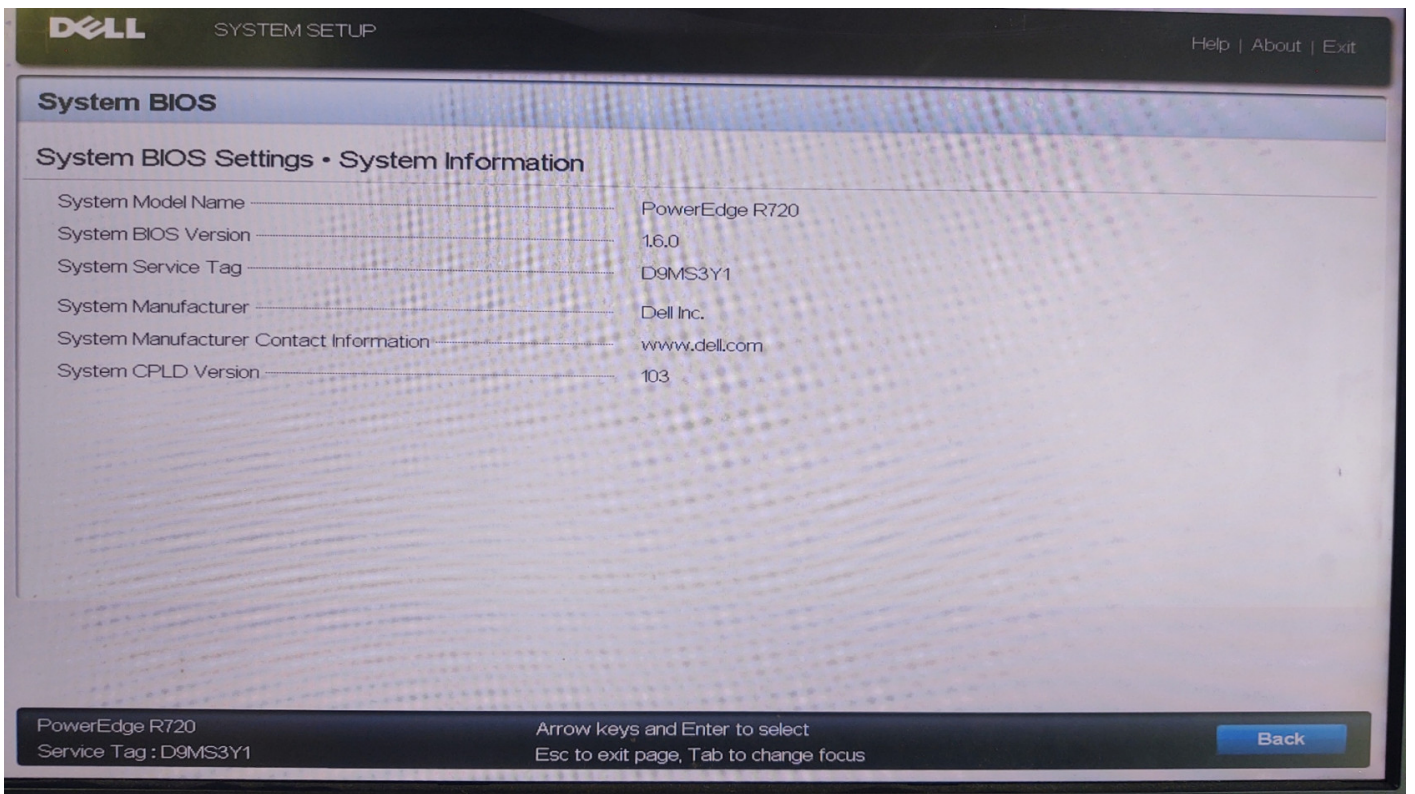 DELL SYSTEM SETUP
Help | About | Exit
System BIOS
System BIOS Settings • System Information
System Model Name PowerEdge R720
System BIOS Version 1.6.0
System Service Tag D9MS3Y1
System Manufacturer Dell Inc.
System Manufacturer Contact Information www.dell.com
System CPLD Version 103
PowerEdge R720
Service Tag : D9MS3Y1
Arrow keys and Enter to select
Esc to exit page, Tab to change focus
Back